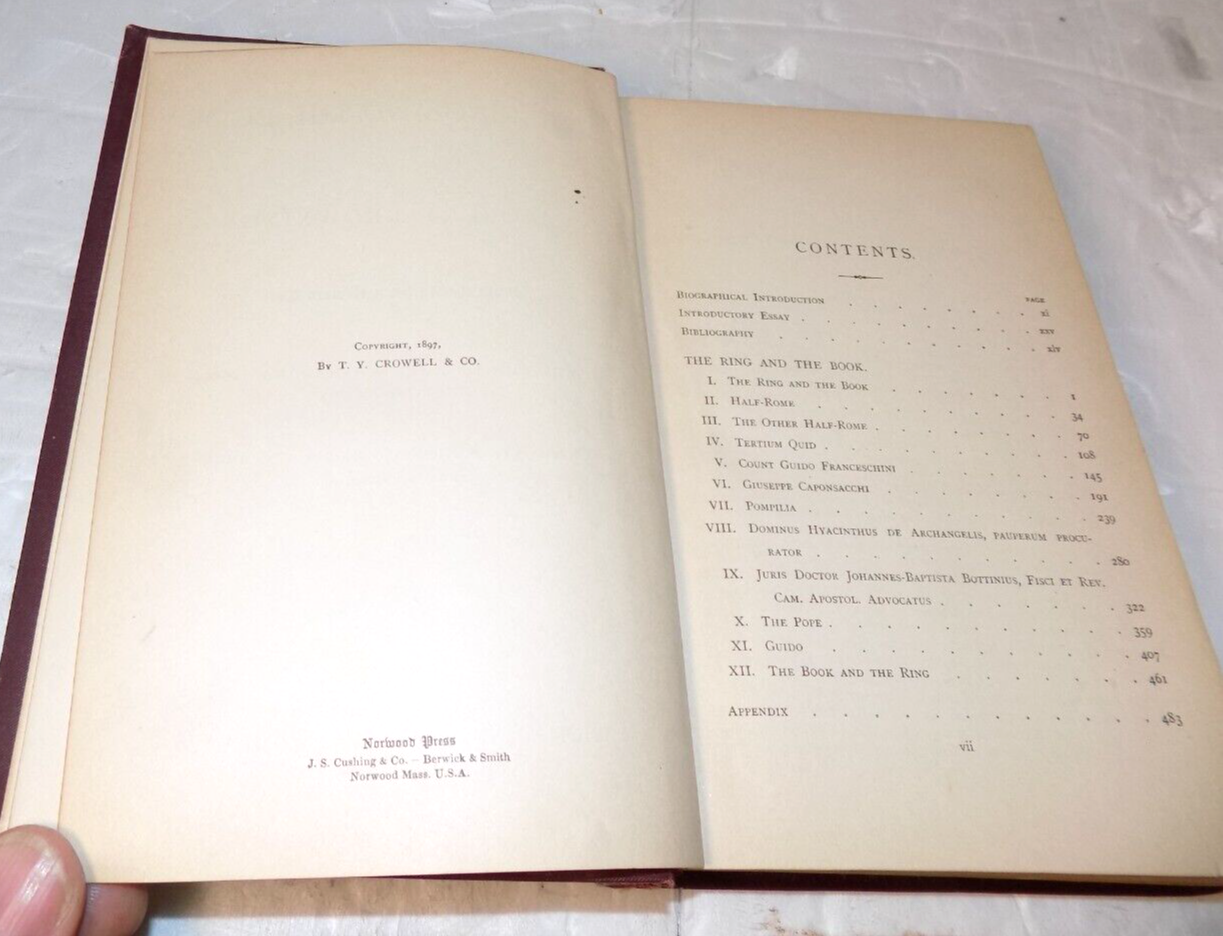 COPYRIGHT, 1897,
BY T. Y. CROWELL & CO.
Norwood Press
J. S. Cushing & Co. – Berwick & Smith
Norwood Mass. U.S.A.
CONTENTS.
PAGE
BIOGRAPHICAL INTRODUCTION . . . . . . . xi
INTRODUCTORY ESSAY . . . . . . . . xxv
BIBLIOGRAPHY . . . . . . . . . xiv
THE RING AND THE BOOK.
I. THE RING AND THE BOOK . . . . . . 1
II. HALF-ROME . . . . . . . . . 34
III. THE OTHER HALF-ROME . . . . . . . 70
IV. TERTIUM QUID . . . . . . . . . 108
V. COUNT GUIDO FRANCESCHINI . . . . . . 145
VI. GIUSEPPE CAPONSACCHI . . . . . . . 191
VII. POMPILIA . . . . . . . . . 239
VIII. DOMINUS HYACINTHUS DE ARCHANGELIS, PAUPERUM PROCU-
RATOR . . . . . . . . . 280
IX. JURIS DOCTOR JOHANNES-BAPTISTA BOTTINIUS, FISCI ET REV.
CAM. APOSTOL. ADVOCATUS . . . . . . . 322
X. THE POPE . . . . . . . . . . 359
XI. GUIDO . . . . . . . . . . 407
XII. THE BOOK AND THE RING . . . . . . . 461
APPENDIX . . . . . . . . . . . 483
vii